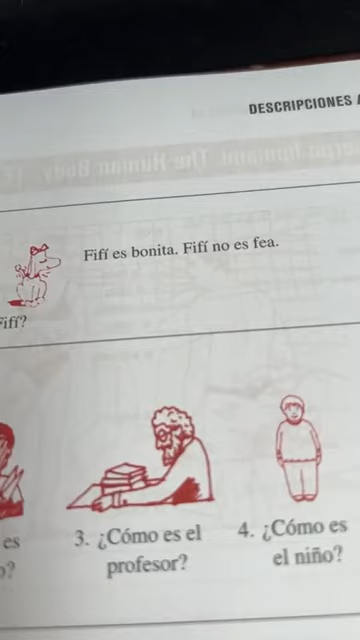 DESCRIPCIONES
Fifí es bonita. Fifí no es fea.
Fifí?
es
3. ¿Cómo es el
profesor?
4. ¿Cómo es
el niño?